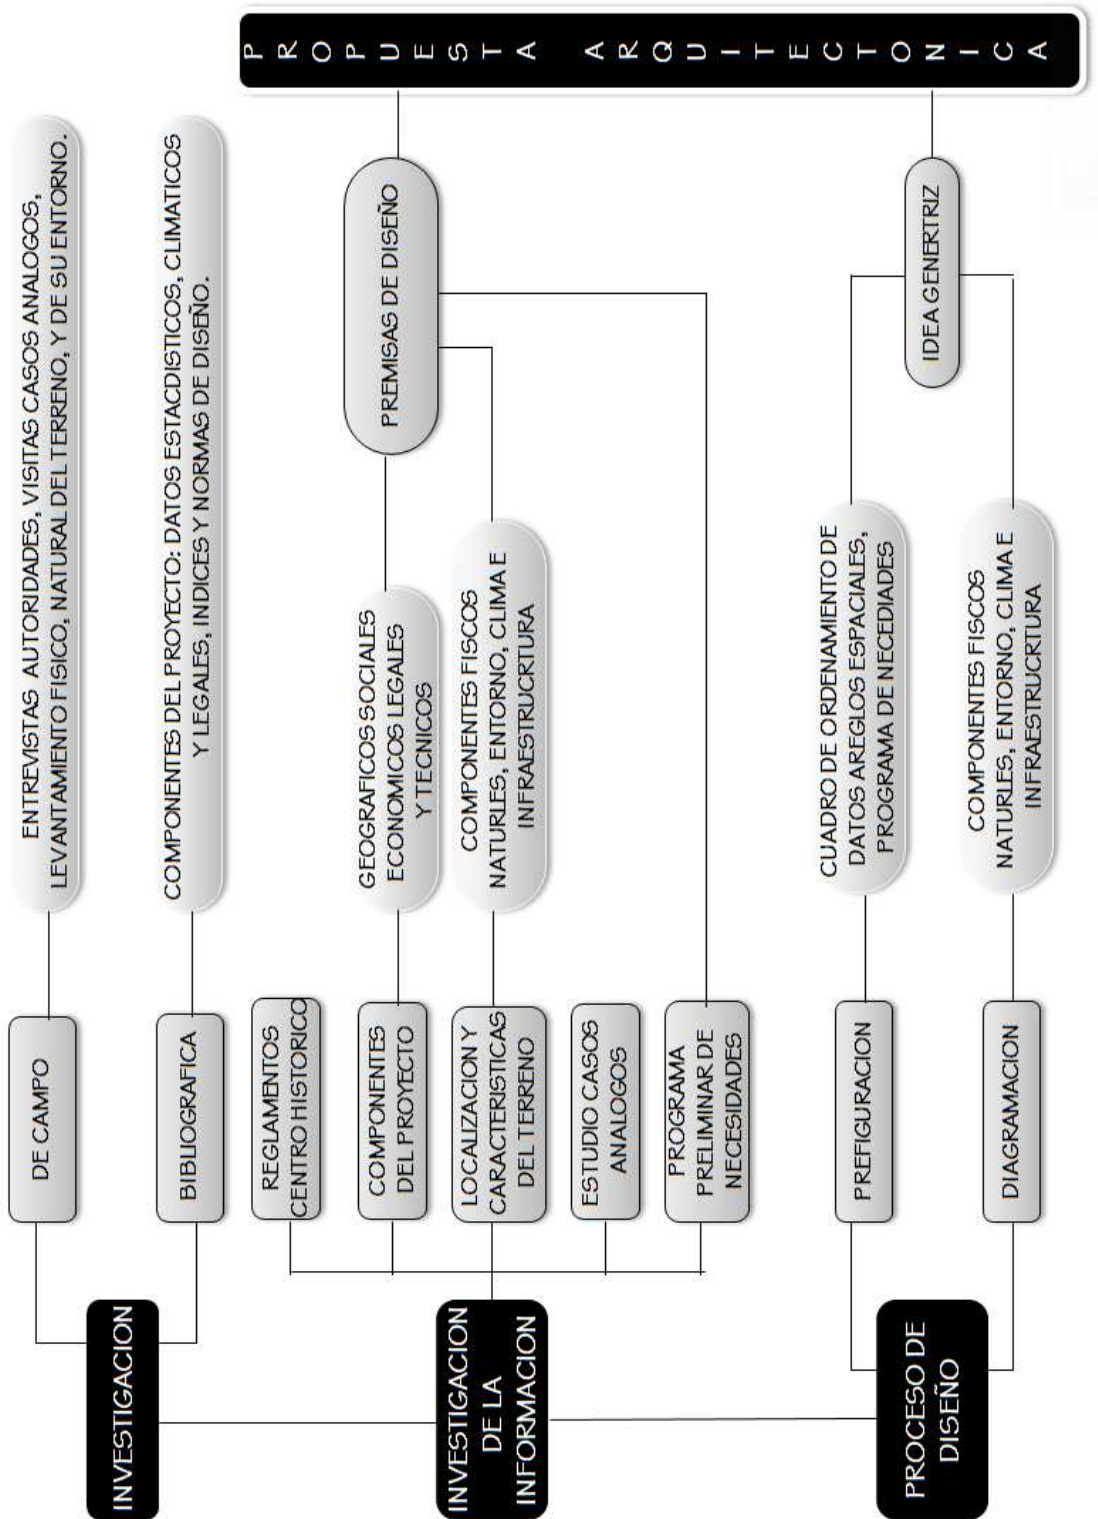 INVESTIGACION
DE CAMPO
ENTREVISTAS AUTORIDADES, VISITAS CASOS ANALOGOS,
LEVANTAMIENTO FISICO, NATURAL DEL TERRENO, Y DE SU ENTORNO.
BIBLIOGRAFICA
COMPONENTES DEL PROYECTO: DATOS ESTACDISTICOS, CLIMATICOS
Y LEGALES, INDICES Y NORMAS DE DISEÑO.
INVESTIGACION
DE LA
INFORMACION
REGLAMENTOS
CENTRO HISTORICO
COMPONENTES
DEL PROYECTO
GEOGRAFICOS SOCIALES
ECONOMICOS LEGALES
Y TECNICOS
LOCALIZACION Y
CARACTERISTICAS
DEL TERRENO
COMPONENTES FISCOS
NATURLES, ENTORNO, CLIMA E
INFRAESTRUCRTURA
ESTUDIO CASOS
ANALOGOS
PROGRAMA
PRELIMINAR DE
NECESIDADES
PREMISAS DE DISEÑO
PROCESO DE
DISEÑO
PREFIGURACION
CUADRO DE ORDENAMIENTO DE
DATOS AREGLOS ESPACIALES,
PROGRAMA DE NECEDIADES
DIAGRAMACION
COMPONENTES FISCOS
NATURLES, ENTORNO, CLIMA E
INFRAESTRUCRTURA
IDEA GENERTRIZ
PROPUESTA ARQUITECTONICA